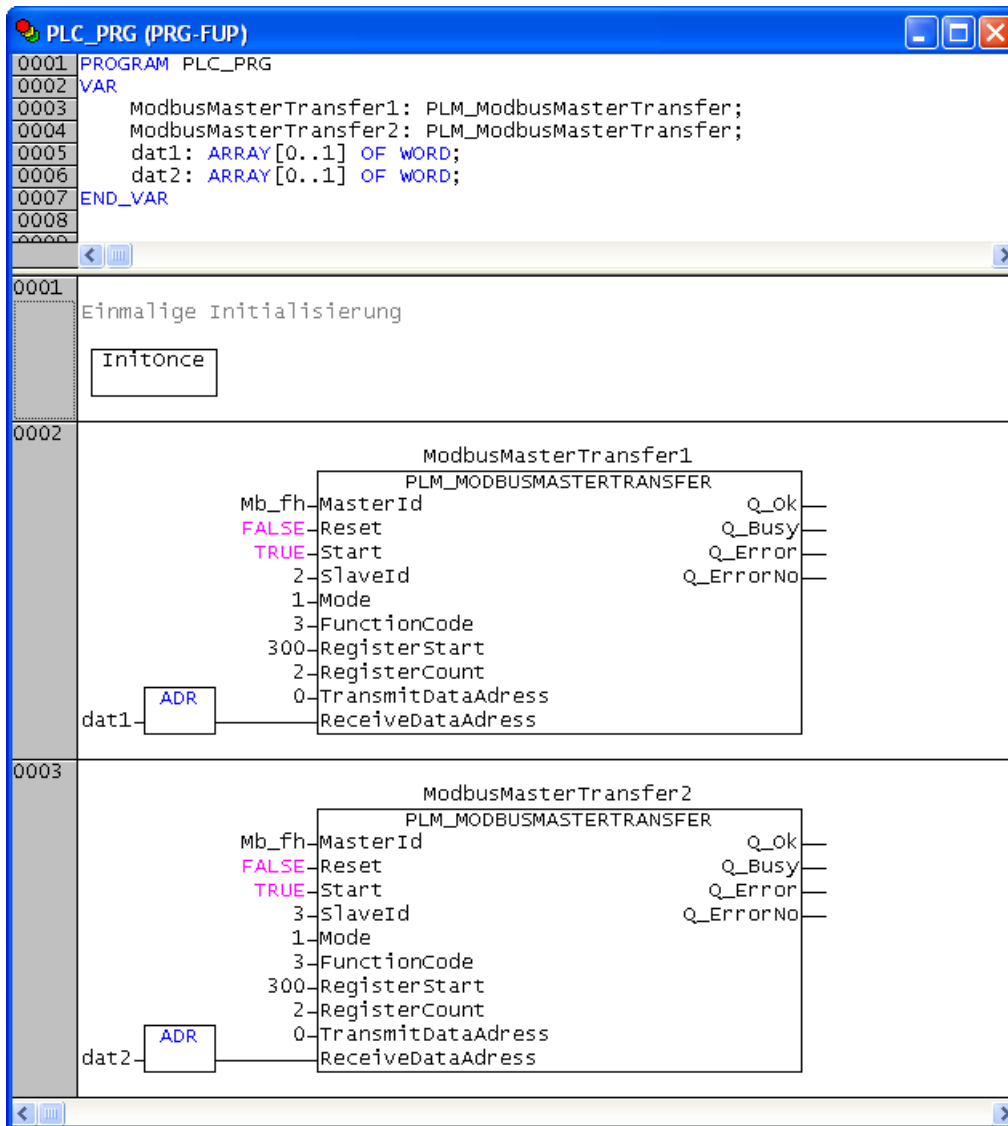 PLC_PRG (PRG-FUP)
0001 PROGRAM PLC_PRG
0002 VAR
0003 ModbusMasterTransfer1: PLM_ModbusMasterTransfer;
0004 ModbusMasterTransfer2: PLM_ModbusMasterTransfer;
0005 dat1: ARRAY[0..1] OF WORD;
0006 dat2: ARRAY[0..1] OF WORD;
0007 END_VAR
0008
0001
Einmalige Initialisierung
InitOnce
0002
ModbusMasterTransfer1
PLM_MODBUSMASTERTRANSFER
Mb_fh MasterId Q_Ok
FALSE Reset Q_Busy
TRUE Start Q_Error
2 SlaveId Q_ErrorNo
1 Mode
3 FunctionCode
300 RegisterStart
2 RegisterCount
ADR 0 TransmitDataAdress
dat1 ReceiveDataAdress
0003
ModbusMasterTransfer2
PLM_MODBUSMASTERTRANSFER
Mb_fh MasterId Q_Ok
FALSE Reset Q_Busy
TRUE Start Q_Error
3 SlaveId Q_ErrorNo
1 Mode
3 FunctionCode
300 RegisterStart
2 RegisterCount
ADR 0 TransmitDataAdress
dat2 ReceiveDataAdress